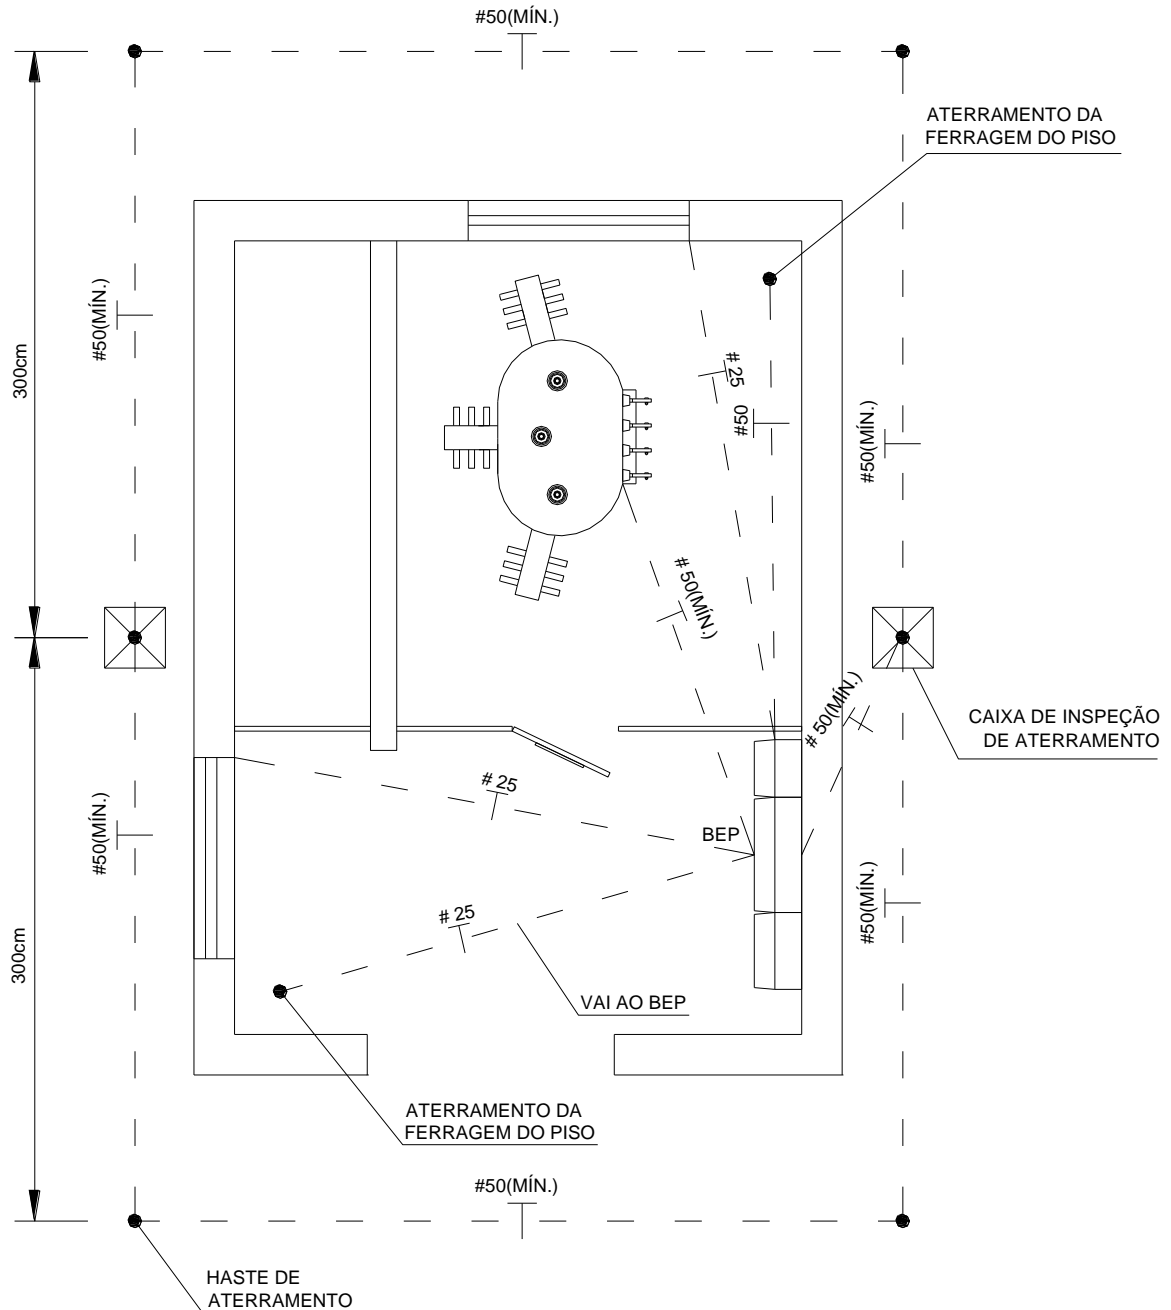 #50(MÍN.)
ATERRAMENTO DA
FERRAGEM DO PISO
#50(MÍN.)
300cm
# 25
#50
#50(MÍN.)
# 50(MÍN.)
# 50(MÍN.)
CAIXA DE INSPEÇÃO
DE ATERRAMENTO
# 25
#50(MÍN.)
BEP
#50(MÍN.)
# 25
300cm
VAI AO BEP
ATERRAMENTO DA
FERRAGEM DO PISO
#50(MÍN.)
HASTE DE
ATERRAMENTO